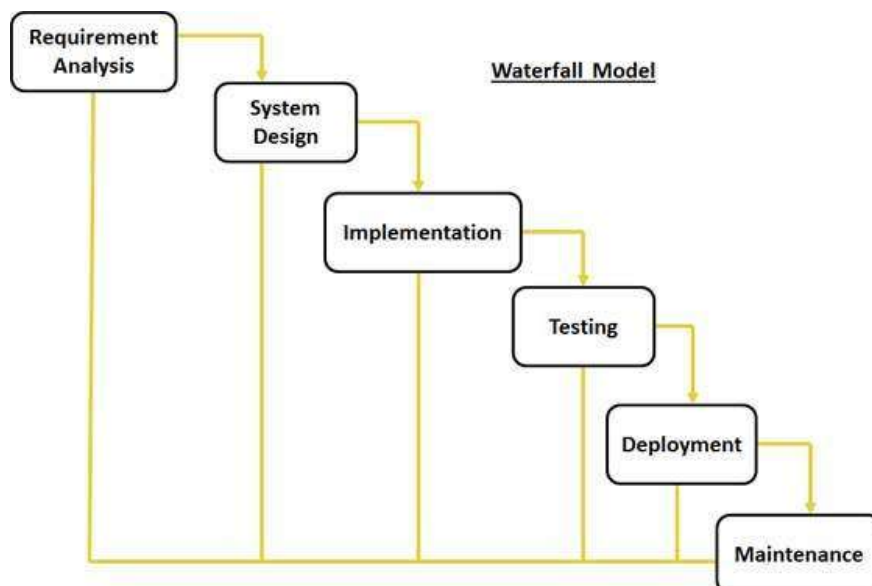 Requirement
Analysis
Waterfall Model
System
Design
Implementation
Testing
Deployment
Maintenance